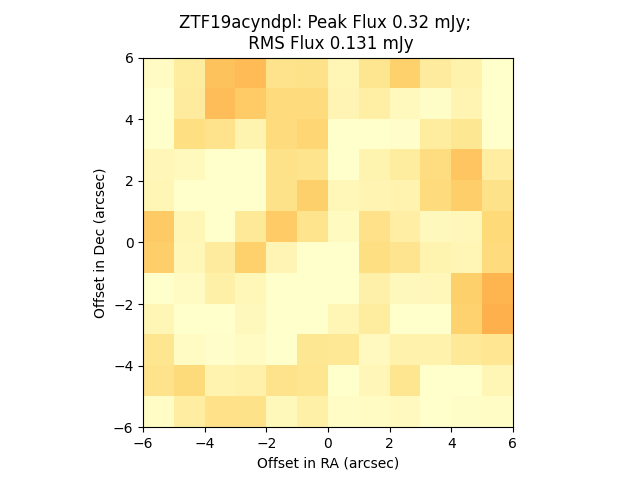 ZTF19acyndpl: Peak Flux 0.32 mJy;
RMS Flux 0.131 mJy
6
4
2
0
−2
−4
−6
Offset in Dec (arcsec)
−6 −4 −2 0 2 4 6
Offset in RA (arcsec)